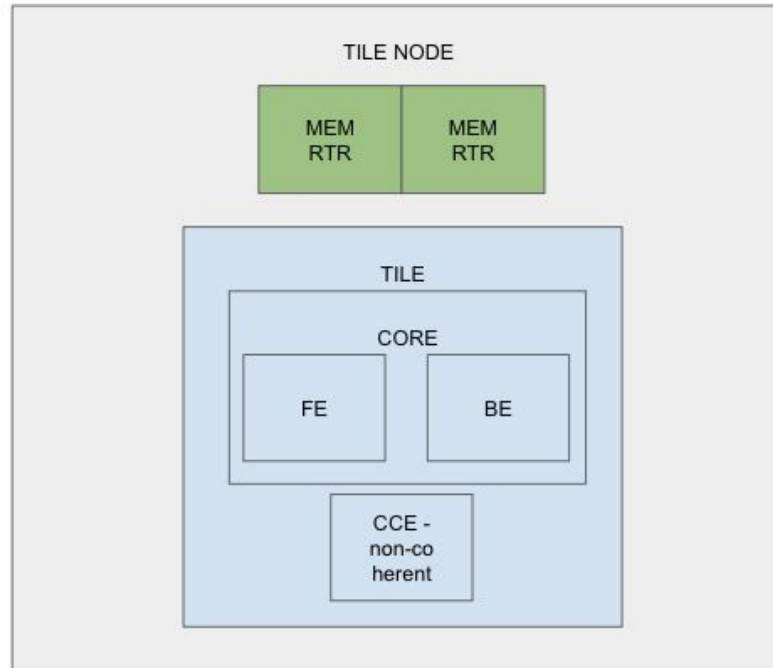 TILE NODE
MEM
RTR
MEM
RTR
TILE
CORE
FE
BE
CCE -
non-co
herent